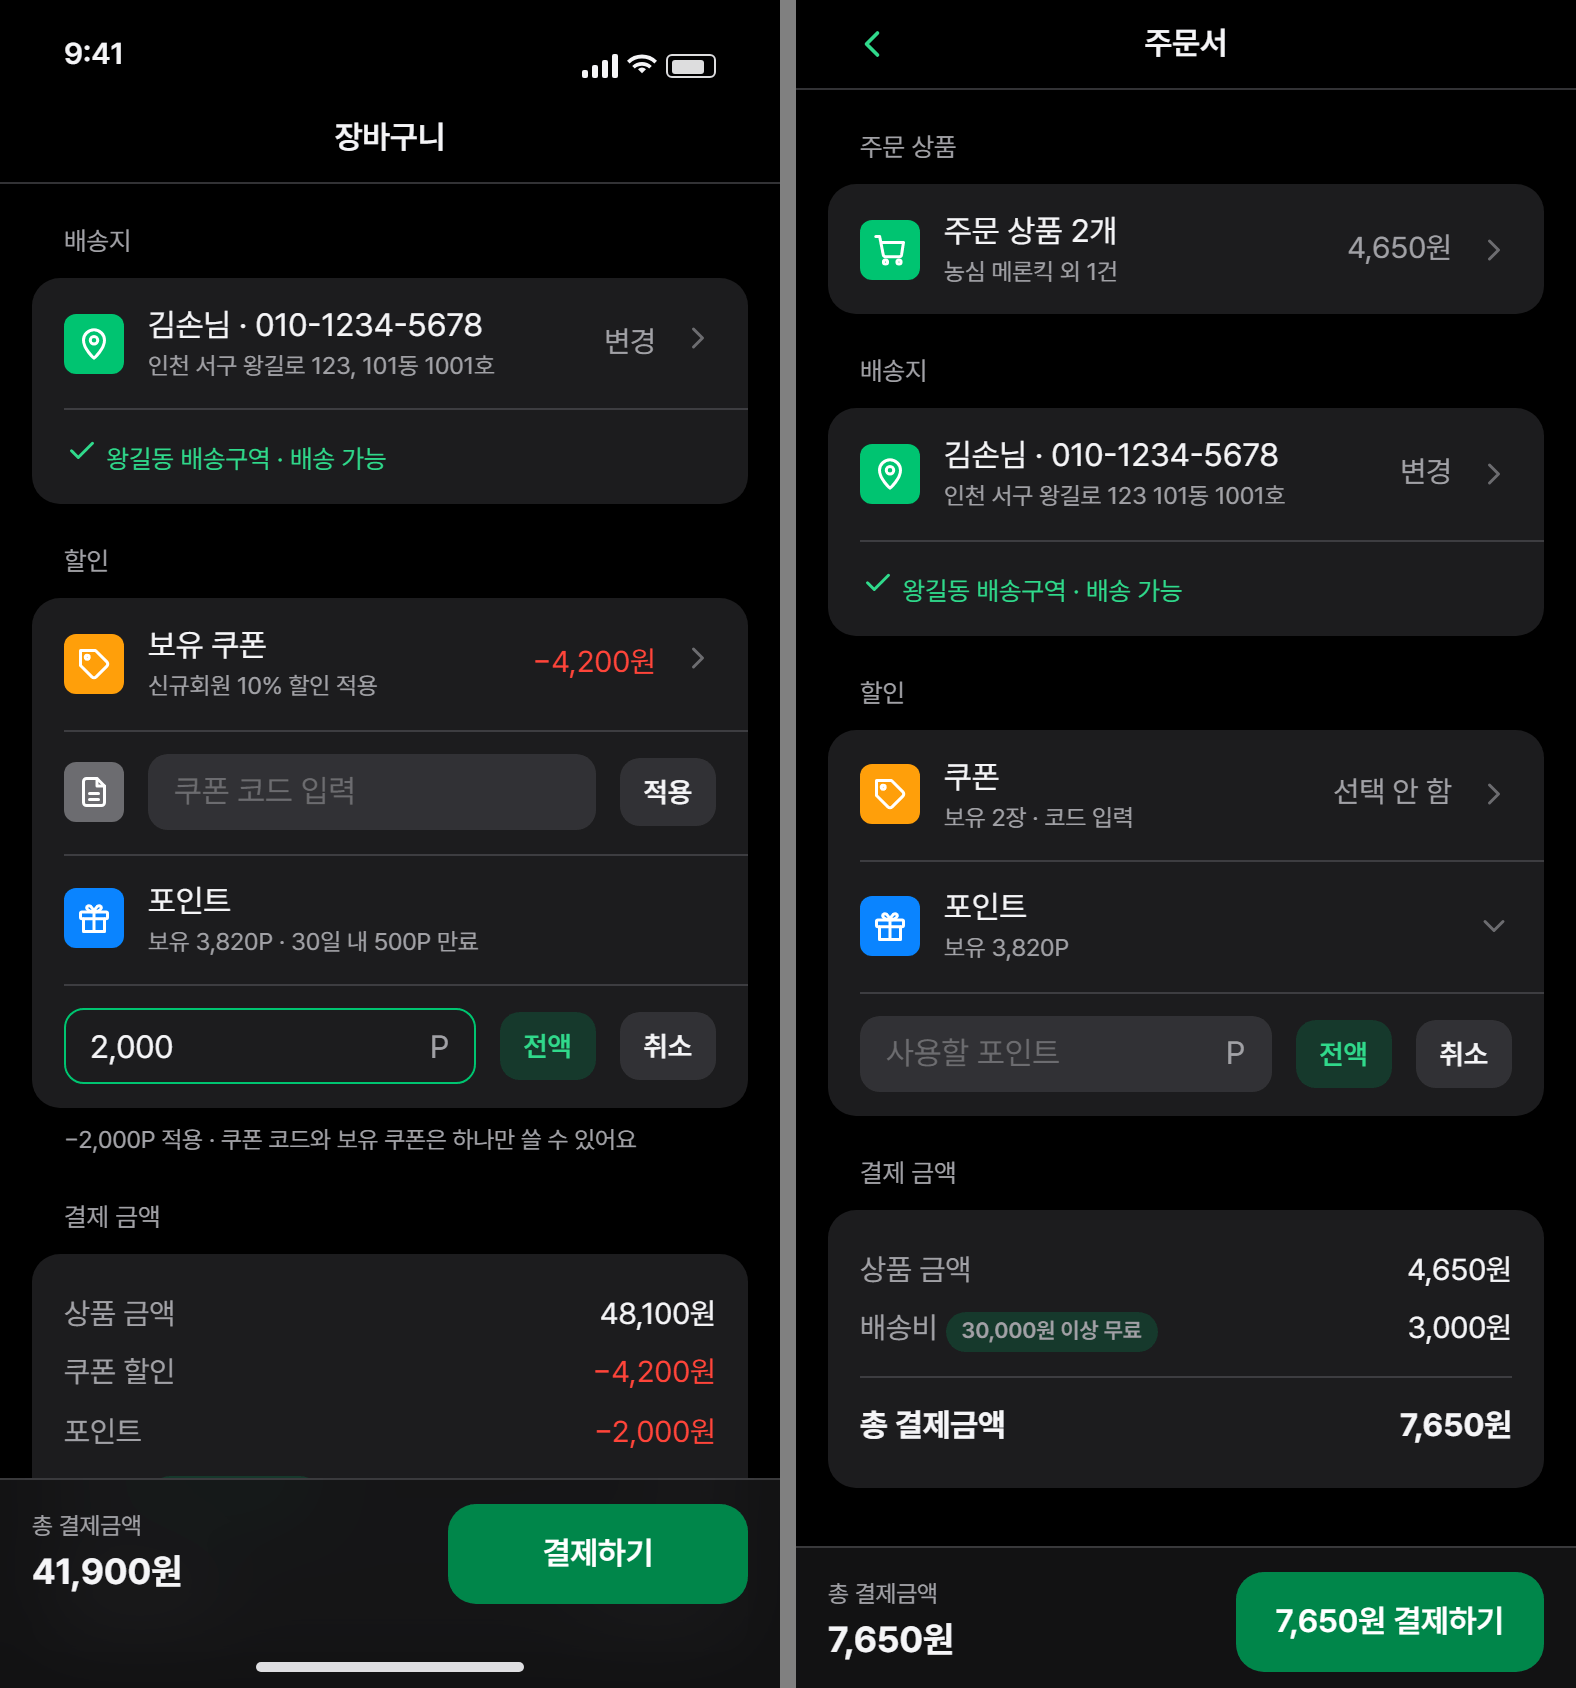 9:41
장바구니
배송지
김손님 · 010-1234-5678
인천 서구 왕길로 123, 101동 1001호
변경
왕길동 배송구역 · 배송 가능
할인
보유 쿠폰
신규회원 10% 할인 적용
−4,200원
쿠폰 코드 입력
적용
포인트
보유 3,820P · 30일 내 500P 만료
2,000 P
전액
취소
−2,000P 적용 · 쿠폰 코드와 보유 쿠폰은 하나만 쓸 수 있어요
결제 금액
상품 금액 48,100원
쿠폰 할인 −4,200원
포인트 −2,000원
총 결제금액
41,900원
결제하기
주문서
주문 상품
주문 상품 2개
농심 메론킥 외 1건
4,650원
배송지
김손님 · 010-1234-5678
인천 서구 왕길로 123 101동 1001호
변경
왕길동 배송구역 · 배송 가능
할인
쿠폰
보유 2장 · 코드 입력
선택 안 함
포인트
보유 3,820P
사용할 포인트 P
전액
취소
결제 금액
상품 금액 4,650원
배송비 30,000원 이상 무료 3,000원
총 결제금액 7,650원
총 결제금액
7,650원
7,650원 결제하기